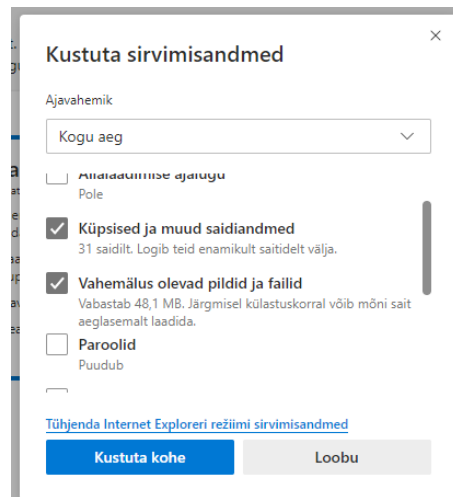 Kustuta sirvimisandmed
Ajavahemik
Kogu aeg
Allalaadimise ajalugu
Pole
Küpsised ja muud saidiandmed
31 saidilt. Logib teid enamikult saitidelt välja.
Vahemälus olevad pildid ja failid
Vabastab 48,1 MB. Järgmisel külastuskorral võib mõni sait
aeglasemalt laadida.
Paroolid
Puudub
Tühjenda Internet Exploreri režiimi sirvimisandmed
Kustuta kohe
Loobu